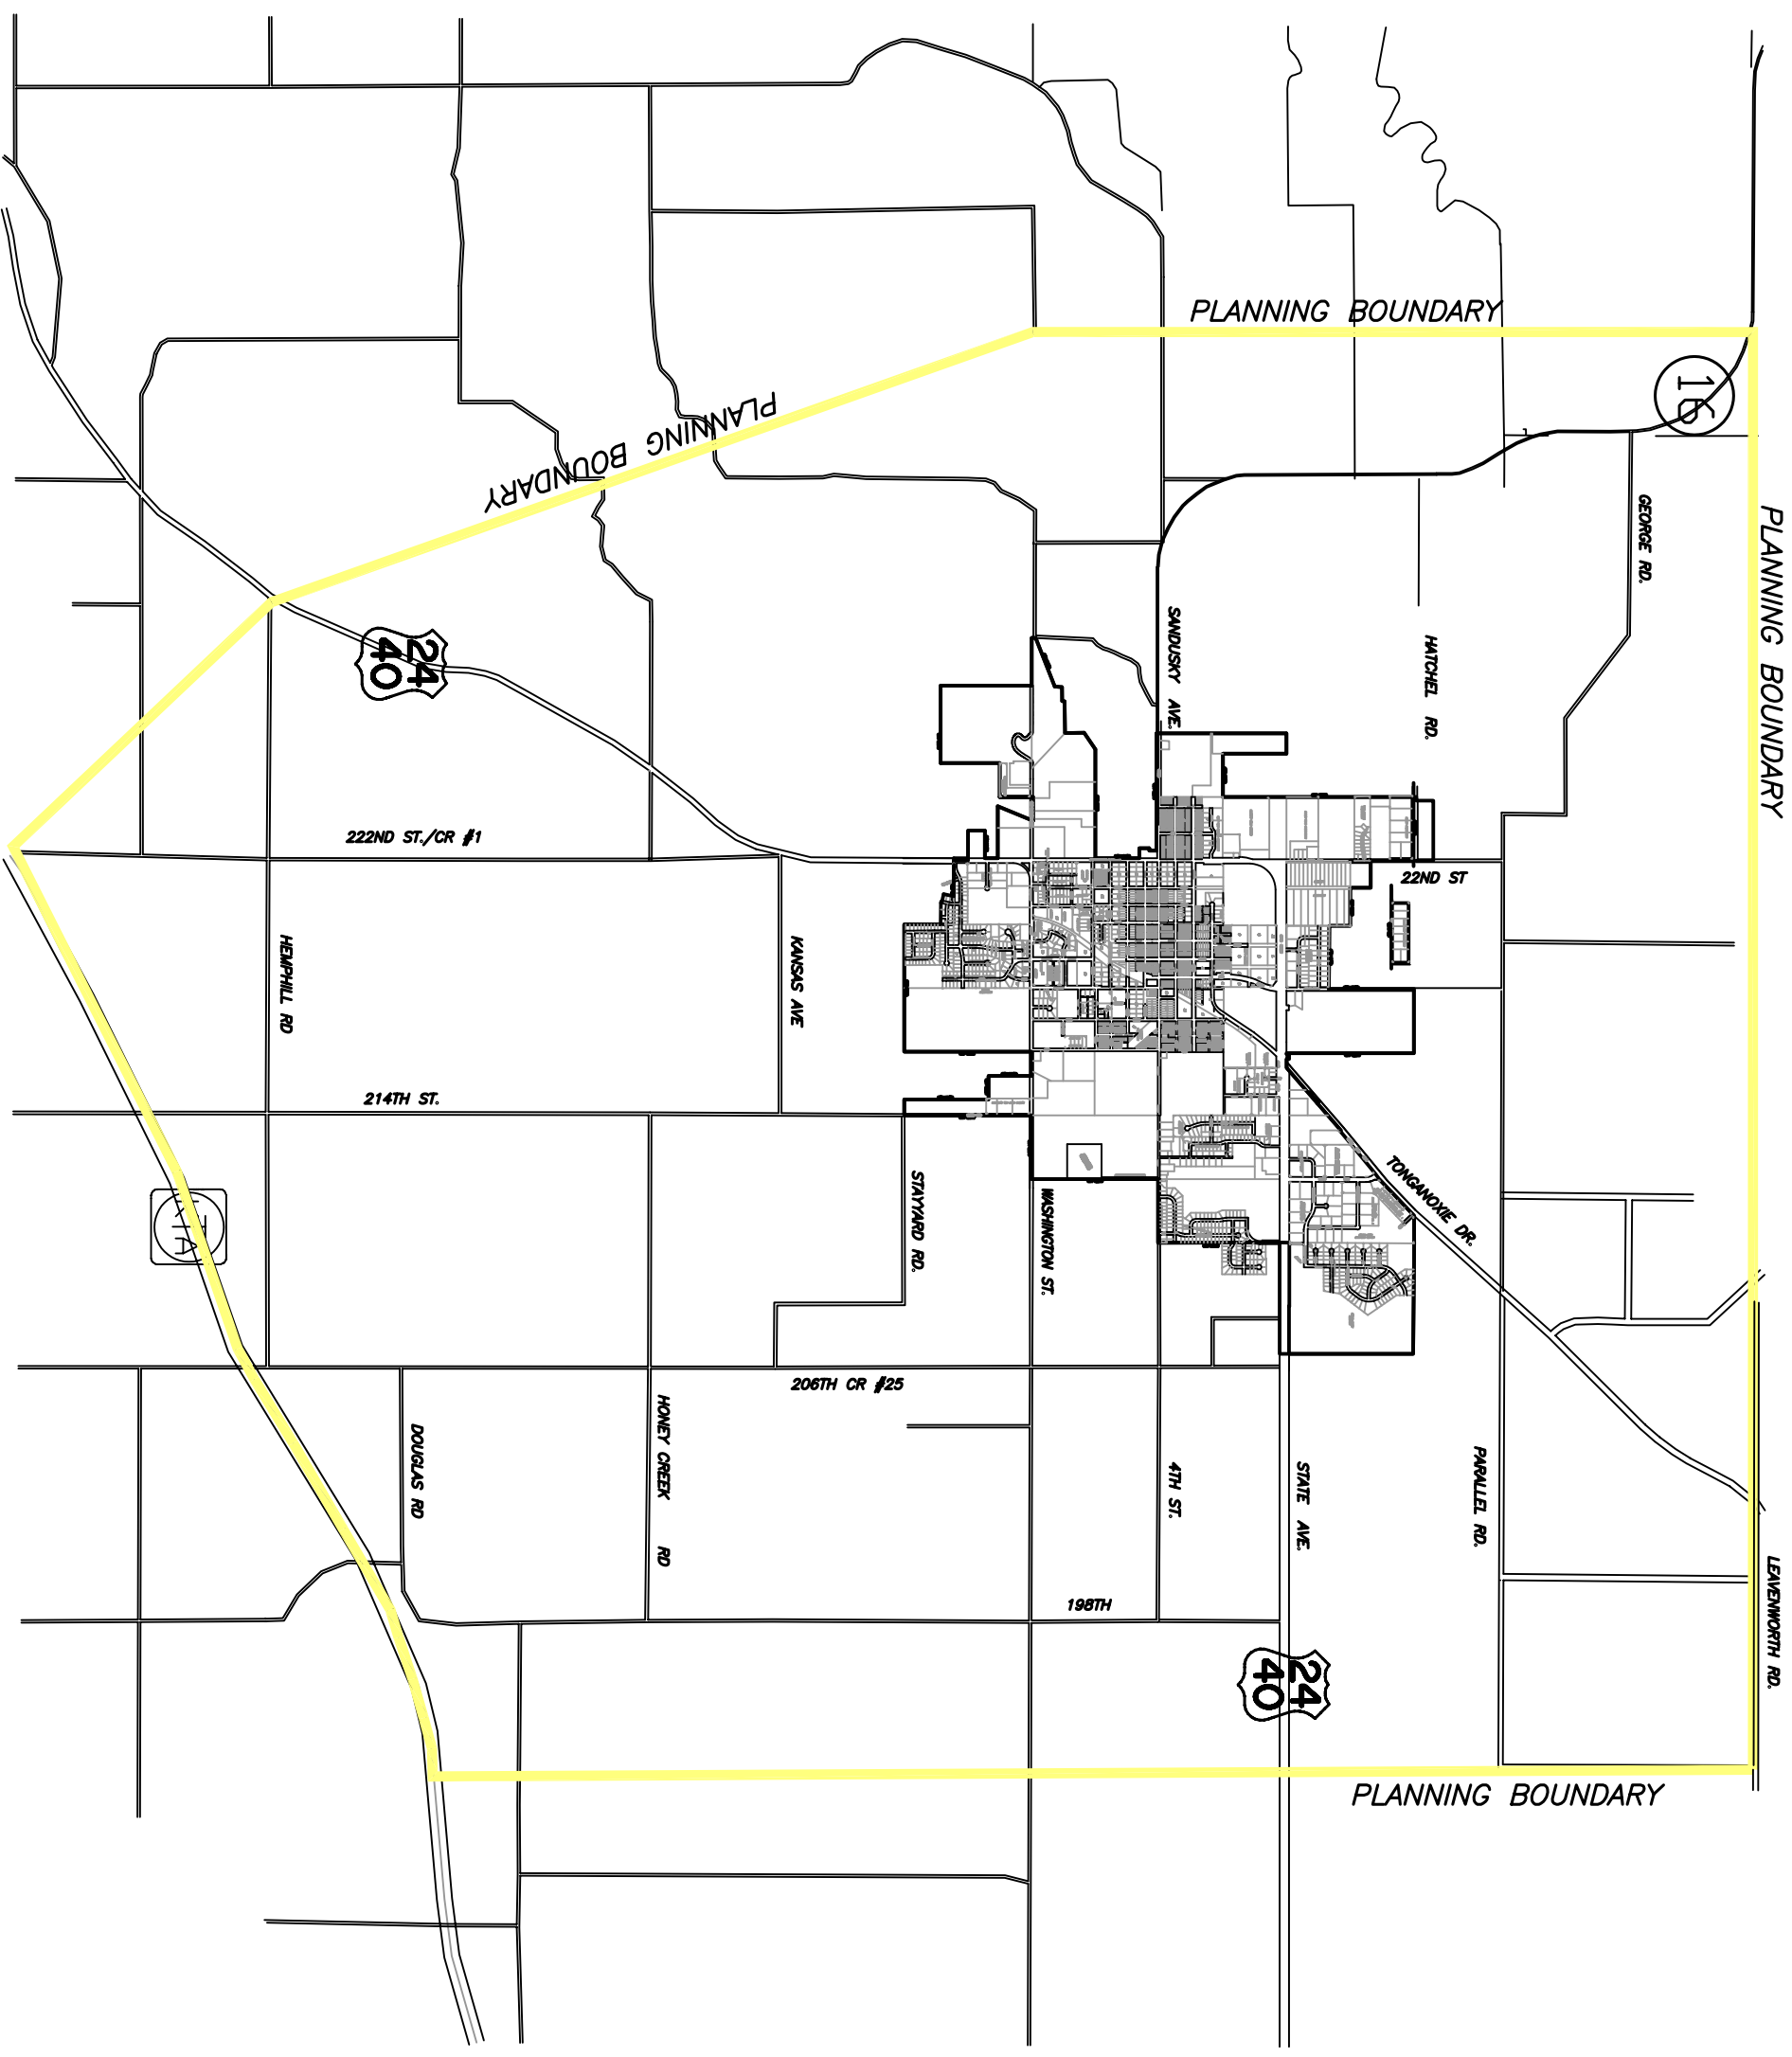 PLANNING BOUNDARY
16
PLANNING BOUNDARY
GEORGE RD.
PLANNING BOUNDARY
SANDUSKY AVE.
HATCHEL RD.
24
40
222ND ST./CR #1
22ND ST
HEMPHILL RD
KANSAS AVE
214TH ST.
STAYYARD RD.
WASHINGTON ST.
TONGANOXIE DR.
KTA
206TH CR #25
DOUGLAS RD
HONEY CREEK RD
4TH ST.
STATE AVE.
PARALLEL RD.
LEAVENWORTH RD.
198TH
24
40
PLANNING BOUNDARY